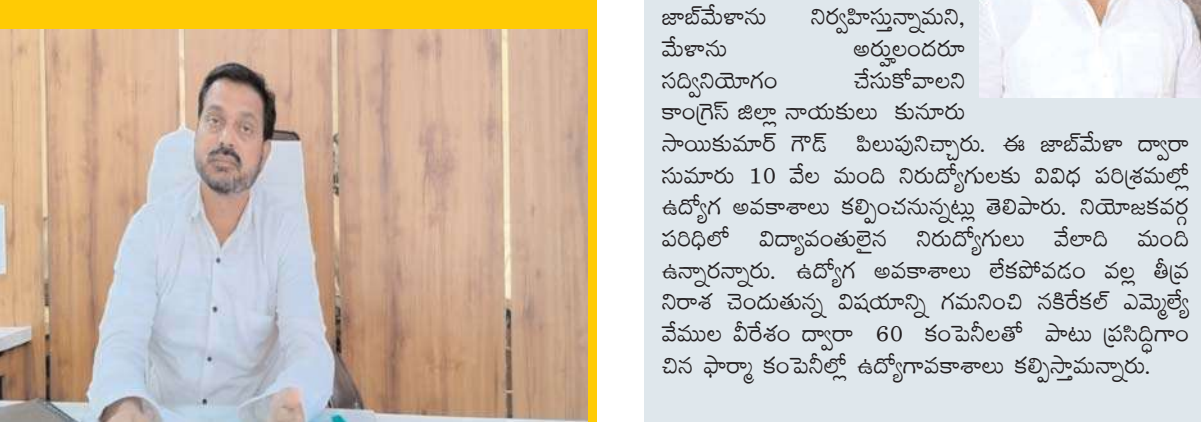 జాబ్‌మేళాను నిర్వహిస్తున్నామని,
మేళాను అర్హులందరూ
సద్వినియోగం చేసుకోవాలని
కాంగ్రెస్ జిల్లా నాయకులు కునూరు
సాయికుమార్ గౌడ్ పిలుపునిచ్చారు. ఈ జాబ్‌మేళా ద్వారా
సుమారు 10 వేల మంది నిరుద్యోగులకు వివిధ పరిశ్రమల్లో
ఉద్యోగ అవకాశాలు కల్పించనున్నట్లు తెలిపారు. నియోజకవర్గ
పరిధిలో విద్యావంతులైన నిరుద్యోగులు వేలాది మంది
ఉన్నారన్నారు. ఉద్యోగ అవకాశాలు లేకపోవడం వల్ల తీవ్ర
నిరాశ చెందుతున్న విషయాన్ని గమనించి నకిరేకల్ ఎమ్మెల్యే
వేముల వీరేశం ద్వారా 60 కంపెనీలతో పాటు ప్రసిద్ధిగాం
చిన ఫార్మా కంపెనీల్లో ఉద్యోగావకాశాలు కల్పిస్తామన్నారు.